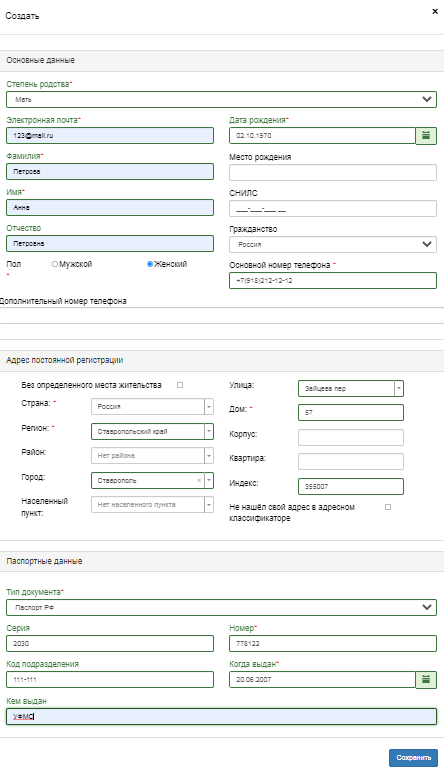 Создать
×
Основные данные
Степень родства*
Мать
Электронная почта* Дата рождения*
123@mail.ru 02.10.1970
Фамилия* Место рождения
Петрова
Имя* СНИЛС
Анна ___-___-___ __
Отчество Гражданство
Петровна Россия
Пол * Мужской Женский Основной номер телефона *
+7(918)212-12-12
Дополнительный номер телефона
Адрес постоянной регистрации
Без определенного места жительства Улица: Зайцева пер
Страна: * Россия Дом: * 57
Регион: * Ставропольский край Корпус:
Район: Нет района Квартира:
Город: Ставрополь × Индекс: 355007
Населенный Нет населенного пункта Не нашёл свой адрес в адресном
пункт: классификаторе
Паспортные данные
Тип документа*
Паспорт РФ
Серия Номер*
2030 778122
Код подразделения Когда выдан*
111-111 20.06.2007
Кем выдан
УФМС
Сохранить